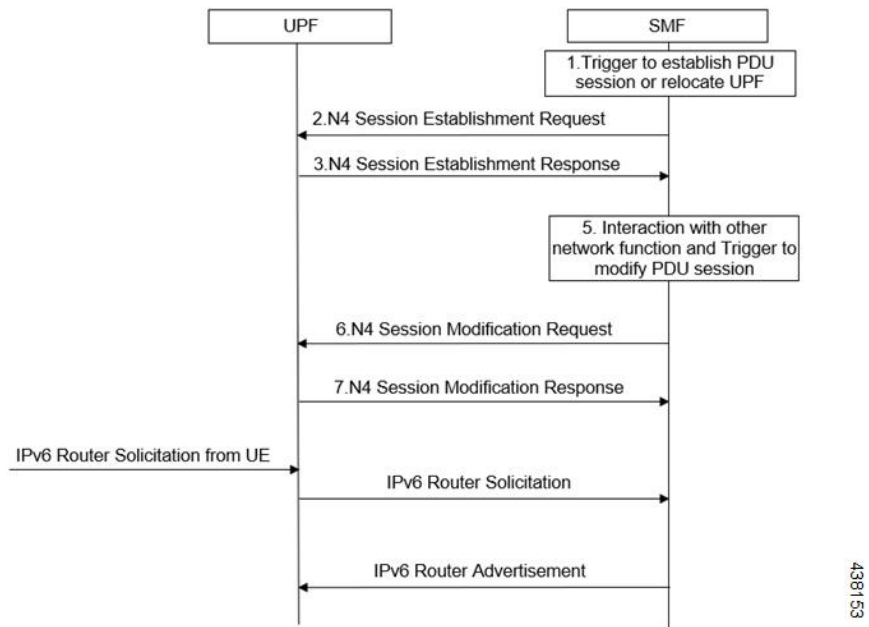 UPF
SMF
1.Trigger to establish PDU
session or relocate UPF
2.N4 Session Establishment Request
3.N4 Session Establishment Response
5. Interaction with other
network function and Trigger to
modify PDU session
6.N4 Session Modification Request
7.N4 Session Modification Response
IPv6 Router Solicitation from UE
IPv6 Router Solicitation
IPv6 Router Advertisement
438153